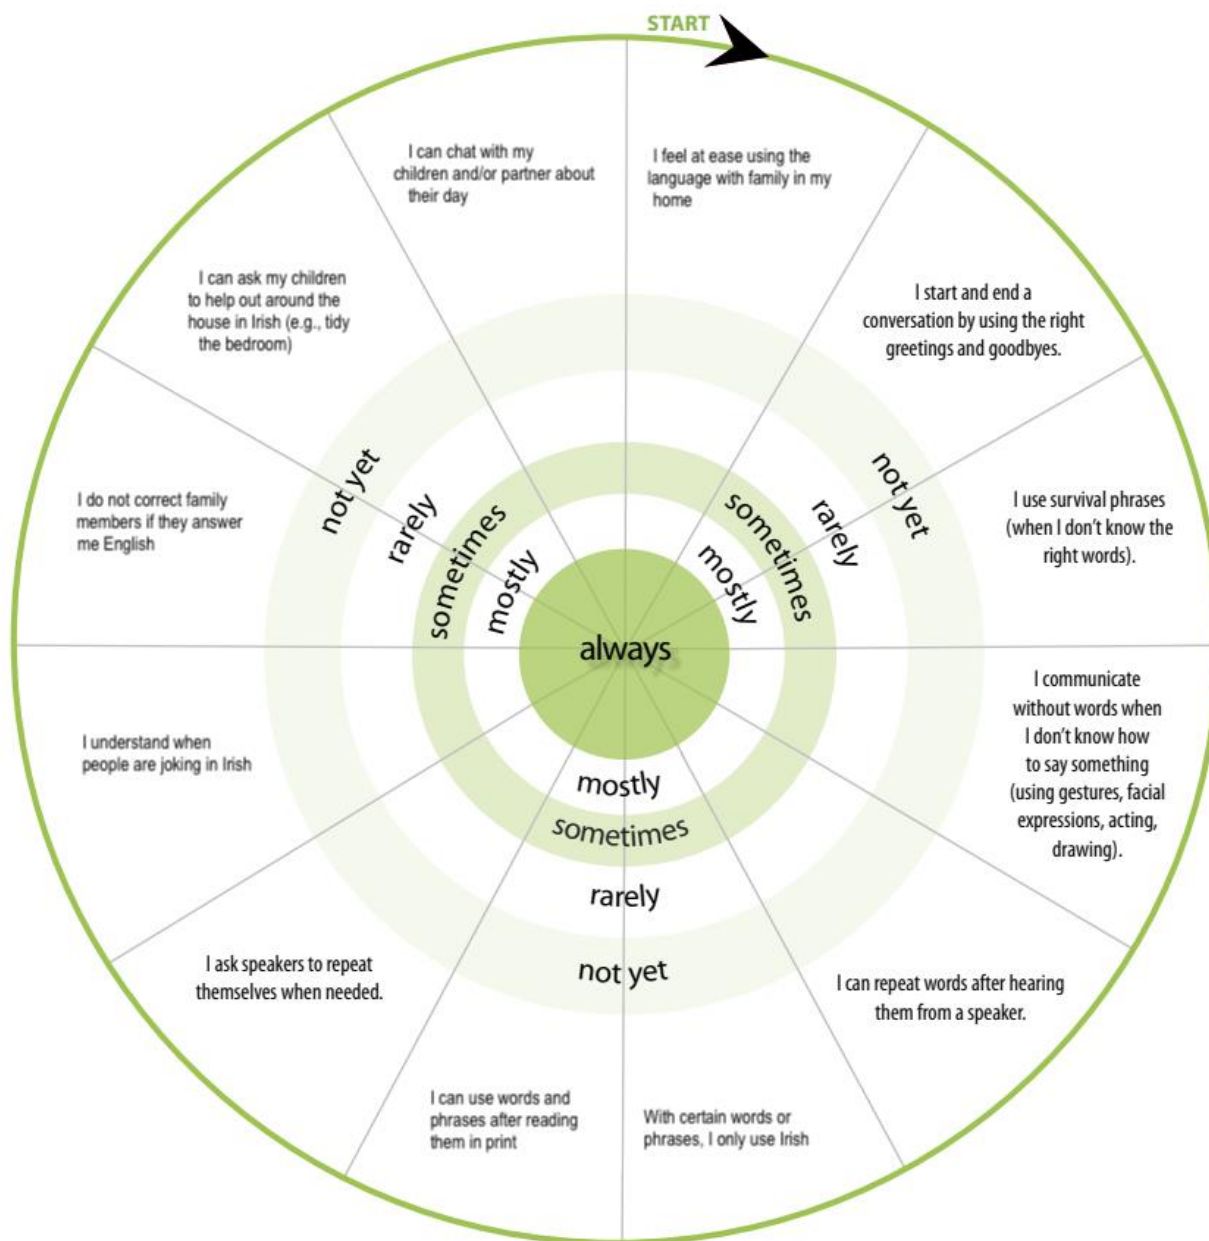 START
I feel at ease using the
language with family in my
home
I start and end a
conversation by using the right
greetings and goodbyes.
I use survival phrases
(when I don't know the
right words).
I communicate
without words when
I don't know how
to say something
(using gestures, facial
expressions, acting,
drawing).
I can repeat words after hearing
them from a speaker.
With certain words or
phrases, I only use Irish
I can use words and
phrases after reading
them in print
I ask speakers to repeat
themselves when needed.
I understand when
people are joking in Irish
I do not correct family
members if they answer
me English
I can ask my children
to help out around the
house in Irish (e.g., tidy
the bedroom)
I can chat with my
children and/or partner about
their day
not yet
rarely
sometimes
mostly
not yet
rarely
sometimes
mostly
always
mostly
sometimes
rarely
not yet